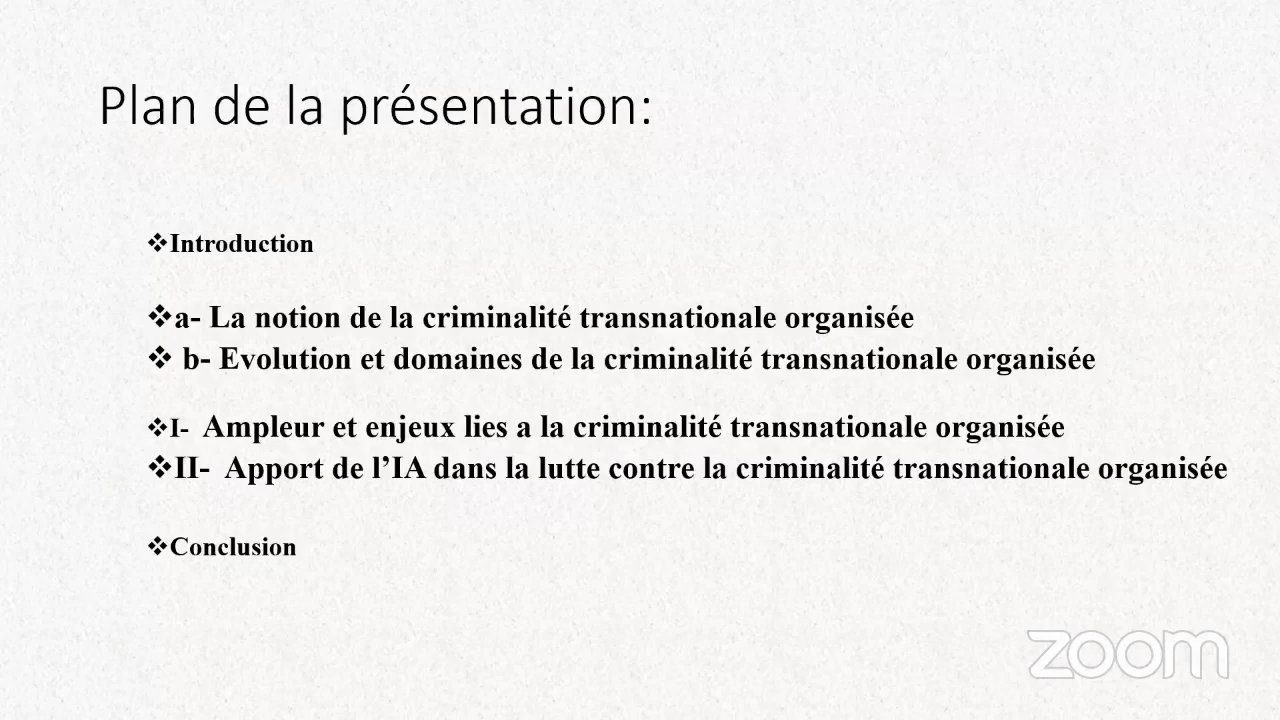 Plan de la présentation:
❖Introduction
❖a- La notion de la criminalité transnationale organisée
❖ b- Evolution et domaines de la criminalité transnationale organisée
❖I- Ampleur et enjeux lies a la criminalité transnationale organisée
❖II- Apport de l’IA dans la lutte contre la criminalité transnationale organisée
❖Conclusion
zoom